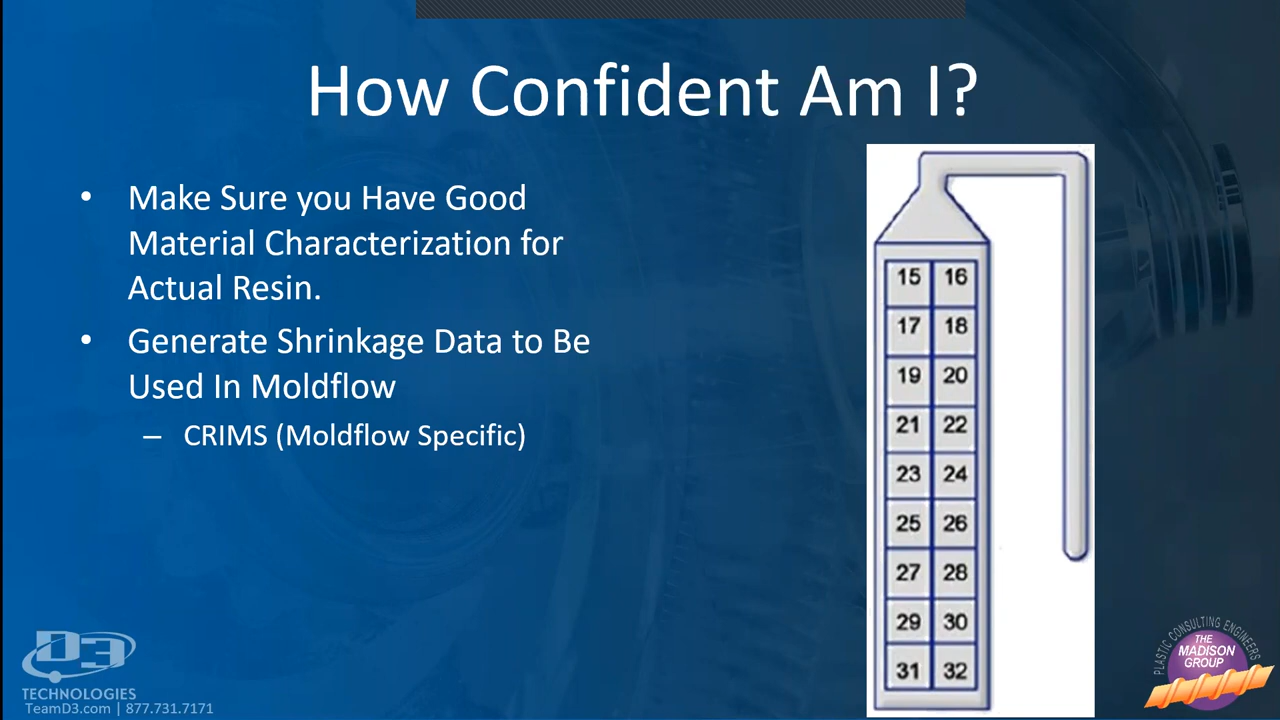 How Confident Am I?
• Make Sure you Have Good
Material Characterization for
Actual Resin.
• Generate Shrinkage Data to Be
Used In Moldflow
– CRIMS (Moldflow Specific)
15 16
17 18
19 20
21 22
23 24
25 26
27 28
29 30
31 32
D3
TECHNOLOGIES
TeamD3.com | 877.731.7171
PLASTIC CONSULTING ENGINEERS
THE
MADISON
GROUP